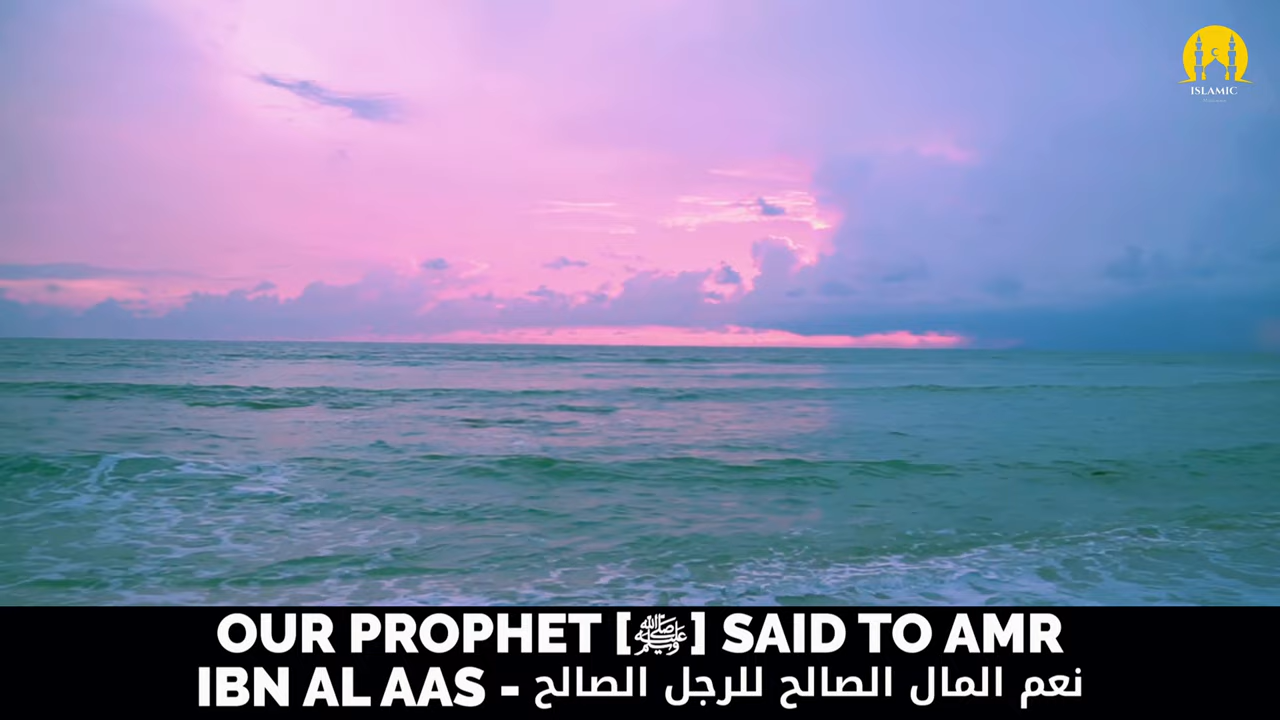 ISLAMIC
OUR PROPHET [ﷺ] SAID TO AMR
IBN AL AAS - نعم المال الصالح للرجل الصالح